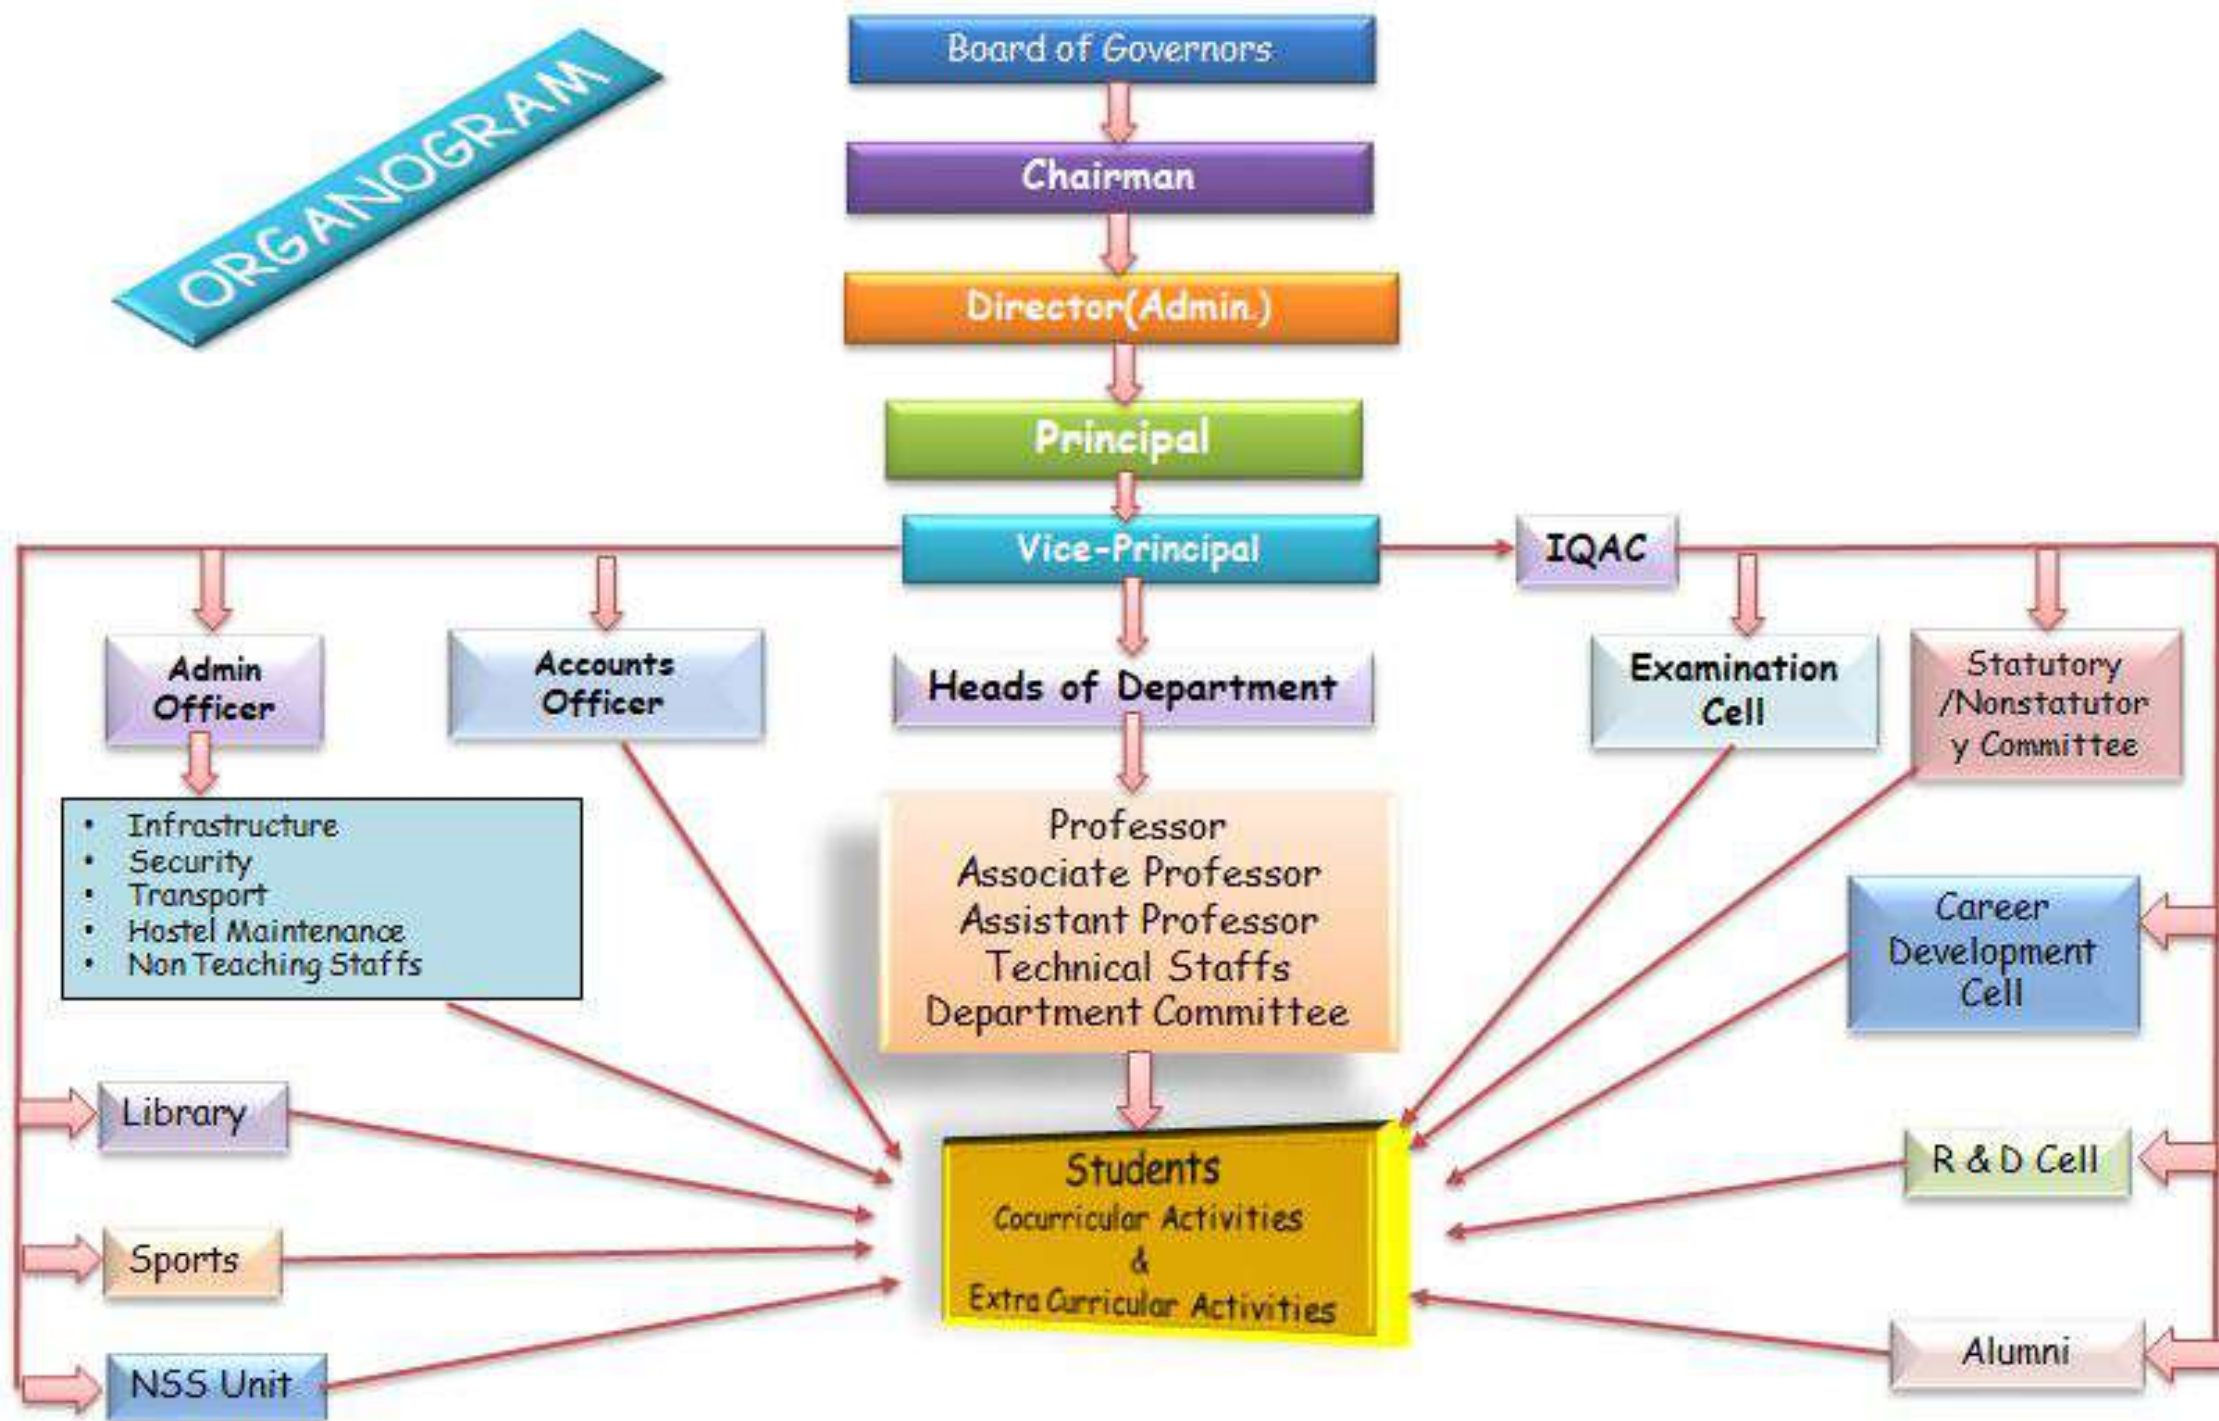 ORGANOGRAM
Board of Governors
Chairman
Director(Admin.)
Principal
Vice-Principal
IQAC
Admin
Officer
Accounts
Officer
Heads of Department
Examination
Cell
Statutory
/Nonstatutor
y Committee
• Infrastructure
• Security
• Transport
• Hostel Maintenance
• Non Teaching Staffs
Professor
Associate Professor
Assistant Professor
Technical Staffs
Department Committee
Career
Development
Cell
Library
Sports
NSS Unit
Students
Cocurricular Activities
&
Extra Curricular Activities
R & D Cell
Alumni